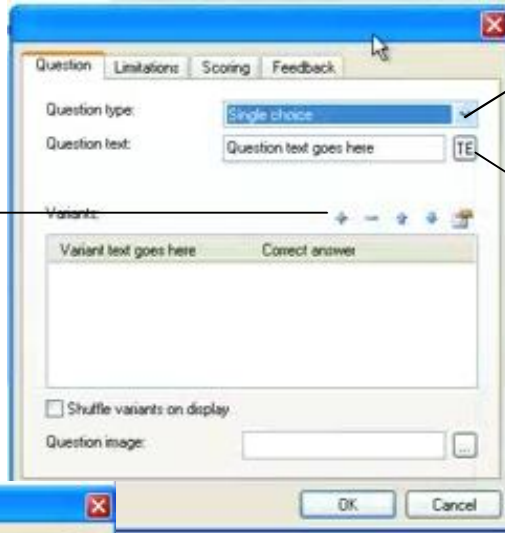 Question Limitations Scoring Feedback
Question type: Single choice
Question text: Question text goes here TE
Variants:
Variant text goes here Correct answer
Shuffle variants on display
Question image: ...
OK Cancel